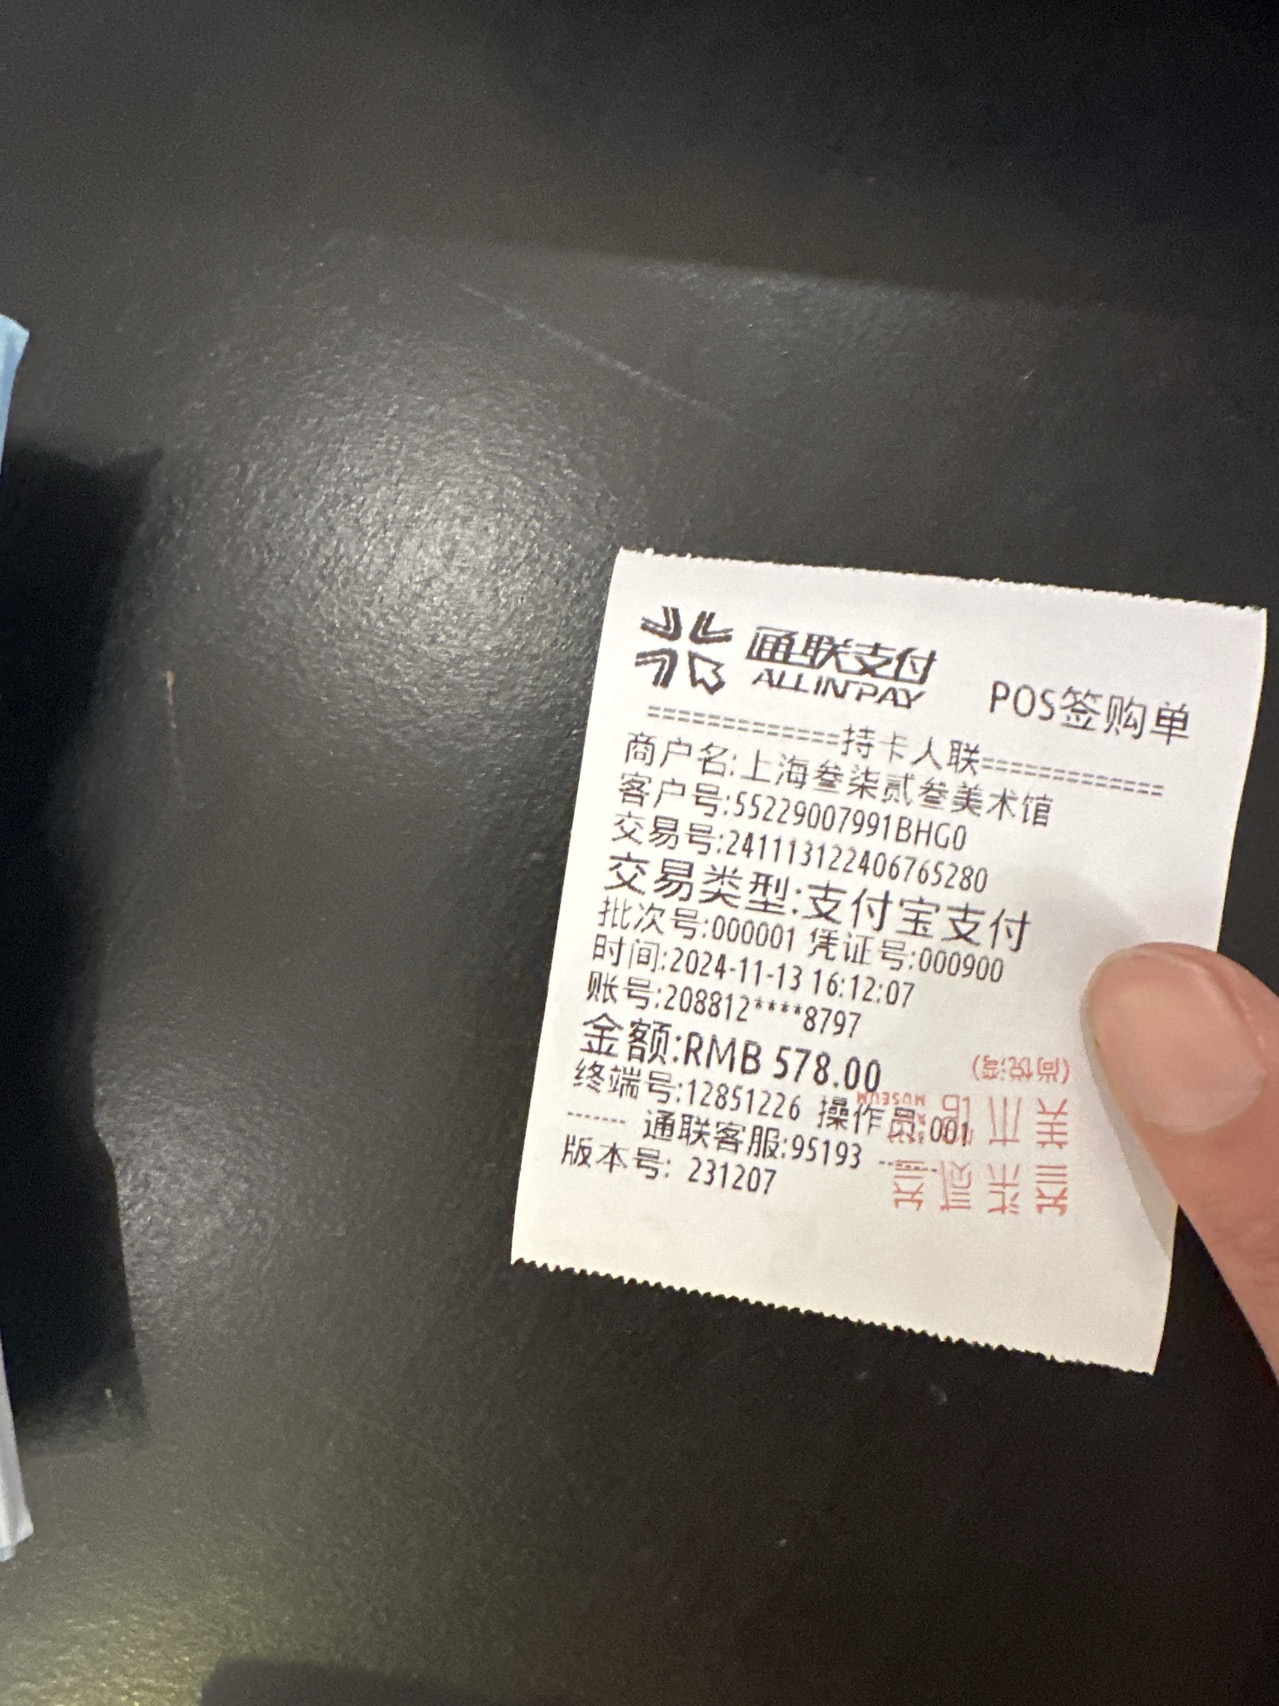 通联支付
ALLINPAY
POS签购单
============持卡人联============
商户名:上海叁柒贰叁美术馆
客户号:55229007991BHG0
交易号:241113122406765280
交易类型:支付宝支付
批次号:000001 凭证号:000900
时间:2024-11-13 16:12:07
账号:208812****8797
金额:RMB 578.00
终端号:12851226 操作员:001
------ 通联客服:95193 ------
版本号: 231207
(尚悦湾)
MUSEUM